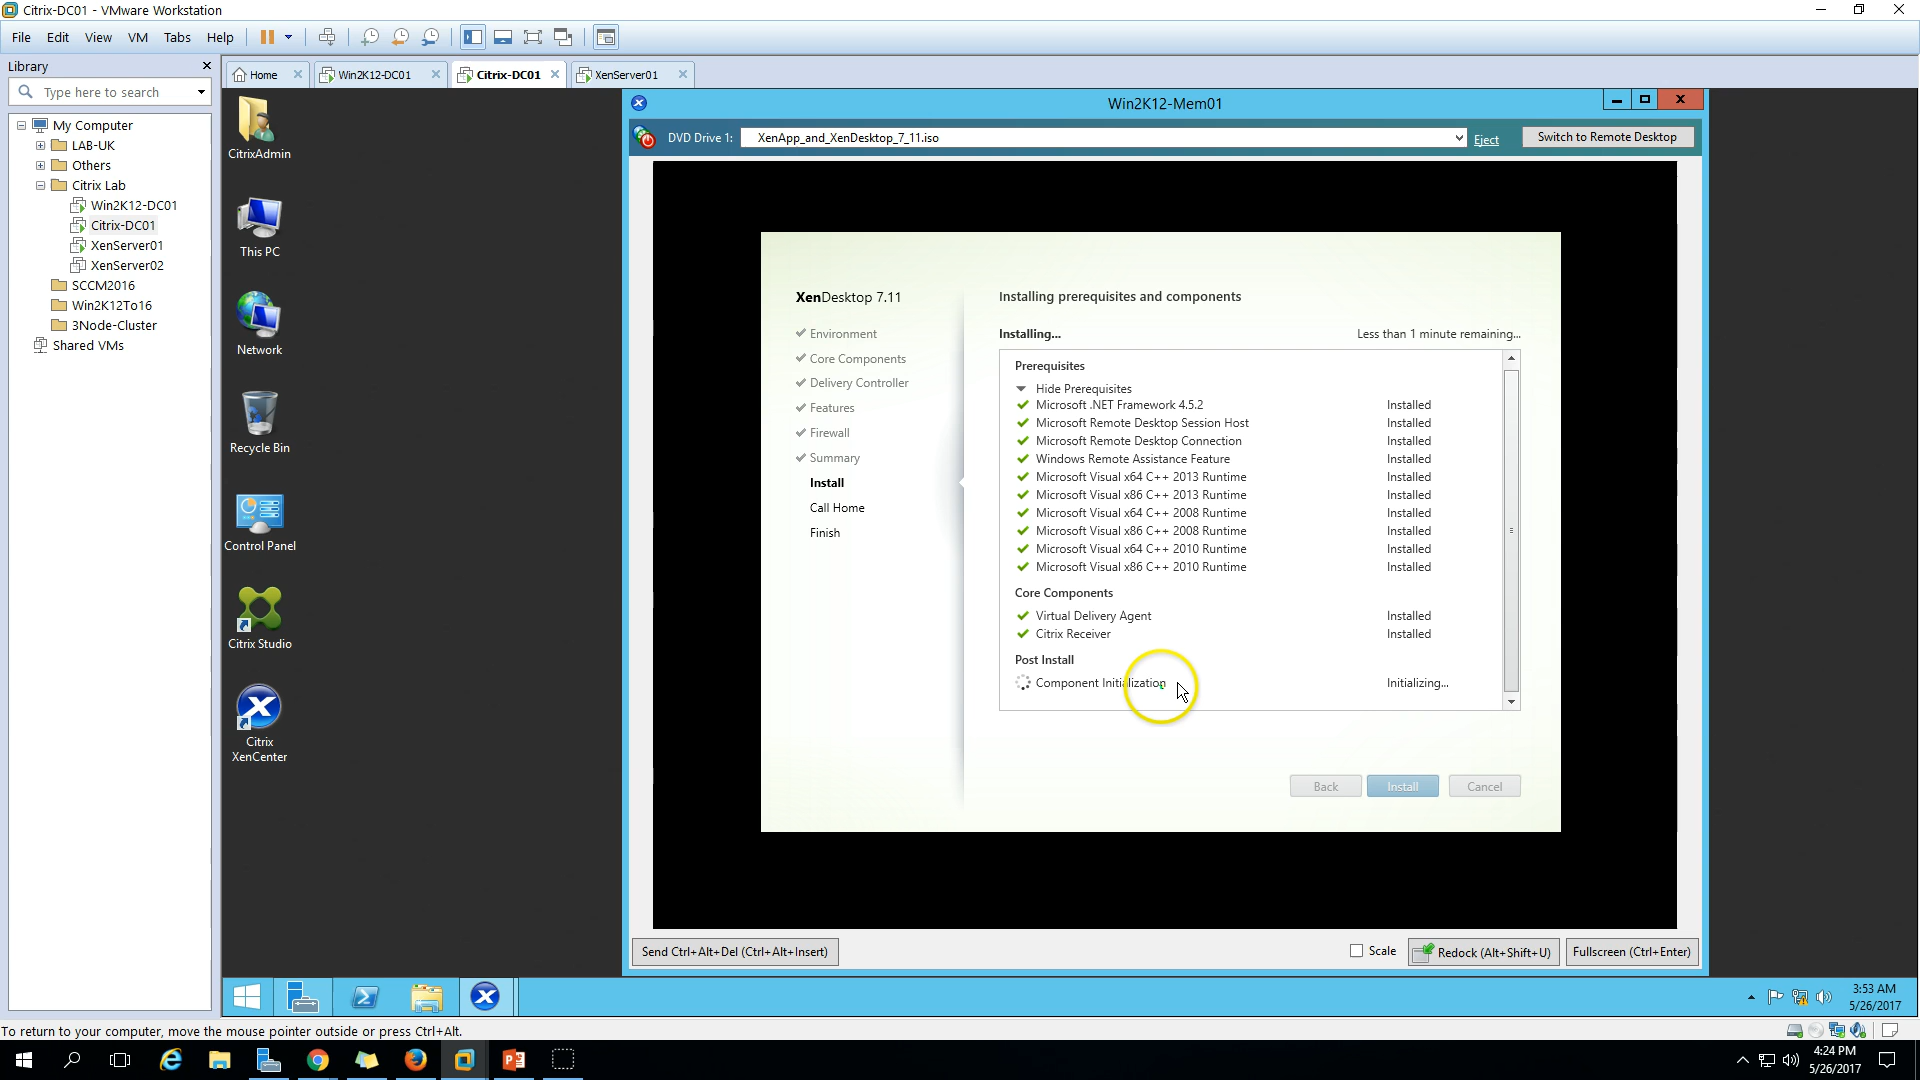 Citrix-DC01 - VMware Workstation
File Edit View VM Tabs Help
Library
Type here to search
My Computer
LAB-UK
Others
Citrix Lab
Win2K12-DC01
Citrix-DC01
XenServer01
XenServer02
SCCM2016
Win2K12To16
3Node-Cluster
Shared VMs
Home
Win2K12-DC01
Citrix-DC01
XenServer01
CitrixAdmin
This PC
Network
Recycle Bin
Control Panel
Citrix Studio
Citrix
XenCenter
Win2K12-Mem01
DVD Drive 1: XenApp_and_XenDesktop_7_11.iso Eject Switch to Remote Desktop
XenDesktop 7.11
Environment
Core Components
Delivery Controller
Features
Firewall
Summary
Install
Call Home
Finish
Installing prerequisites and components
Installing... Less than 1 minute remaining...
Prerequisites
Hide Prerequisites
Microsoft .NET Framework 4.5.2 Installed
Microsoft Remote Desktop Session Host Installed
Microsoft Remote Desktop Connection Installed
Windows Remote Assistance Feature Installed
Microsoft Visual x64 C++ 2013 Runtime Installed
Microsoft Visual x86 C++ 2013 Runtime Installed
Microsoft Visual x64 C++ 2008 Runtime Installed
Microsoft Visual x86 C++ 2008 Runtime Installed
Microsoft Visual x64 C++ 2010 Runtime Installed
Microsoft Visual x86 C++ 2010 Runtime Installed
Core Components
Virtual Delivery Agent Installed
Citrix Receiver Installed
Post Install
Component Initialization Initializing...
Back Install Cancel
Send Ctrl+Alt+Del (Ctrl+Alt+Insert) Scale Redock (Alt+Shift+U) Fullscreen (Ctrl+Enter)
3:53 AM
5/26/2017
To return to your computer, move the mouse pointer outside or press Ctrl+Alt.
4:24 PM
5/26/2017